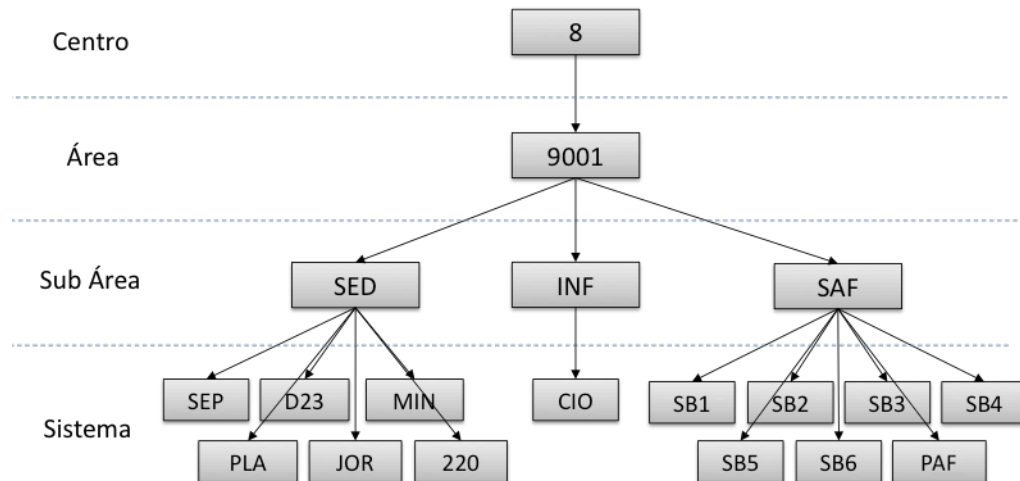 Centro
8
Área
9001
Sub Área
SED
INF
SAF
Sistema
SEP
D23
MIN
CIO
SB1
SB2
SB3
SB4
PLA
JOR
220
SB5
SB6
PAF